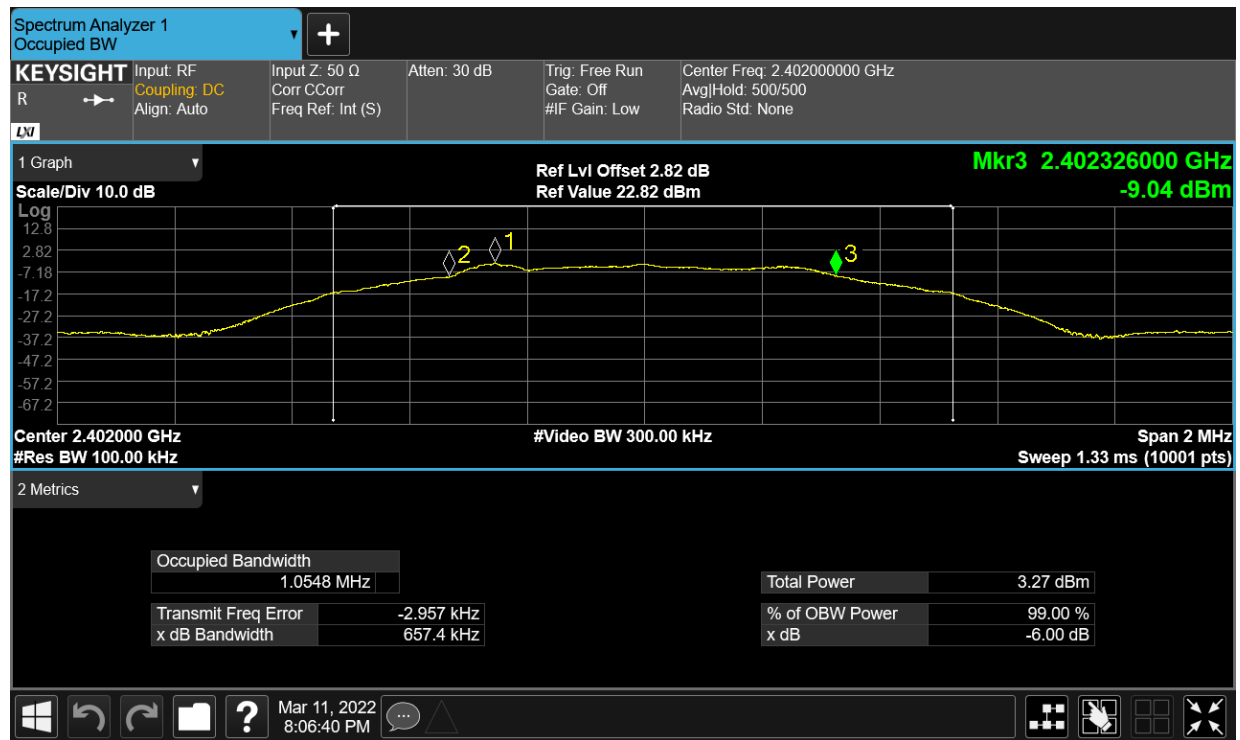 Spectrum Analyzer 1
Occupied BW
KEYSIGHT
R
LXI
Input: RF
Coupling: DC
Align: Auto
Input Z: 50 Ω
Corr CCorr
Freq Ref: Int (S)
Atten: 30 dB
Trig: Free Run
Gate: Off
#IF Gain: Low
Center Freq: 2.402000000 GHz
Avg|Hold: 500/500
Radio Std: None
1 Graph
Scale/Div 10.0 dB
Ref Lvl Offset 2.82 dB
Ref Value 22.82 dBm
Mkr3 2.402326000 GHz
-9.04 dBm
Log
12.8
2.82
-7.18
-17.2
-27.2
-37.2
-47.2
-57.2
-67.2
2
1
3
Center 2.402000 GHz
#Res BW 100.00 kHz
#Video BW 300.00 kHz
Span 2 MHz
Sweep 1.33 ms (10001 pts)
2 Metrics
Occupied Bandwidth
1.0548 MHz
Transmit Freq Error -2.957 kHz
x dB Bandwidth 657.4 kHz
Total Power 3.27 dBm
% of OBW Power 99.00 %
x dB -6.00 dB
?
Mar 11, 2022
8:06:40 PM